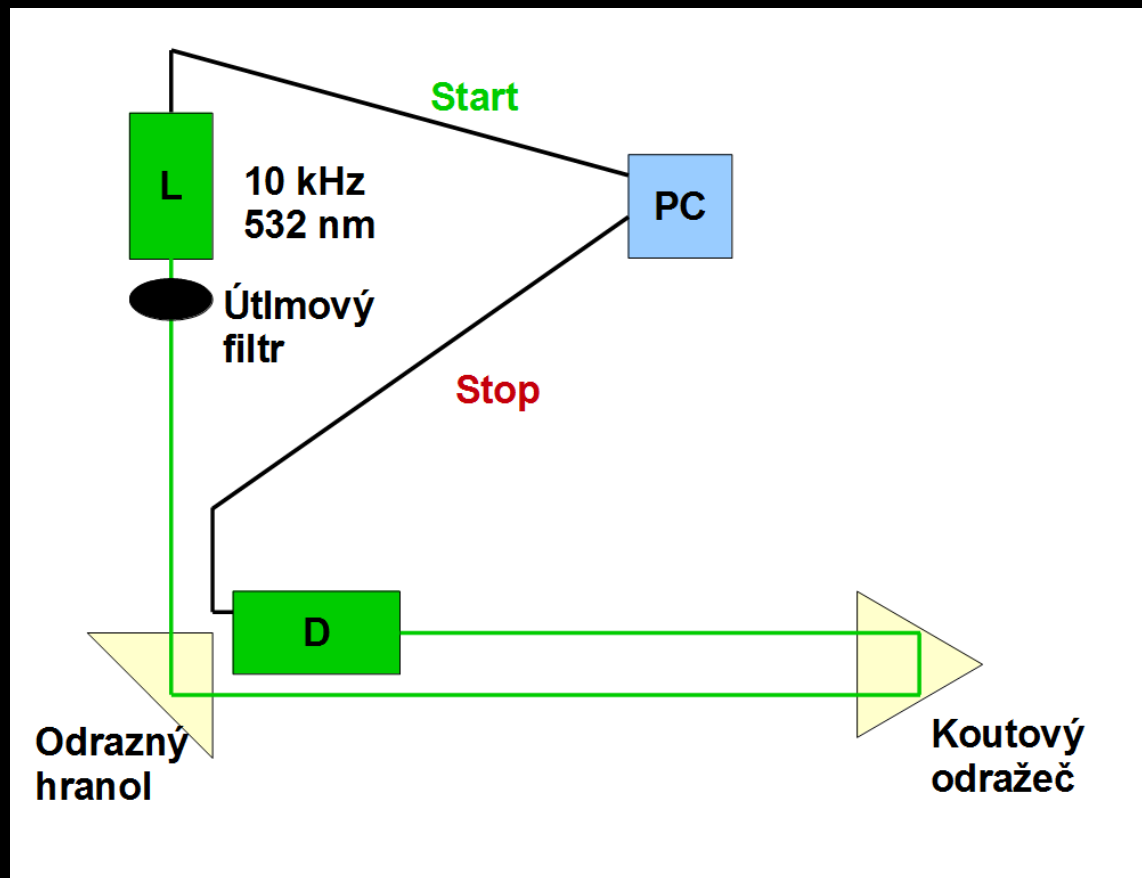 Start
L
10 kHz
532 nm
PC
Útlmový
filtr
Stop
D
Odrazný
hranol
Koutový
odražeč